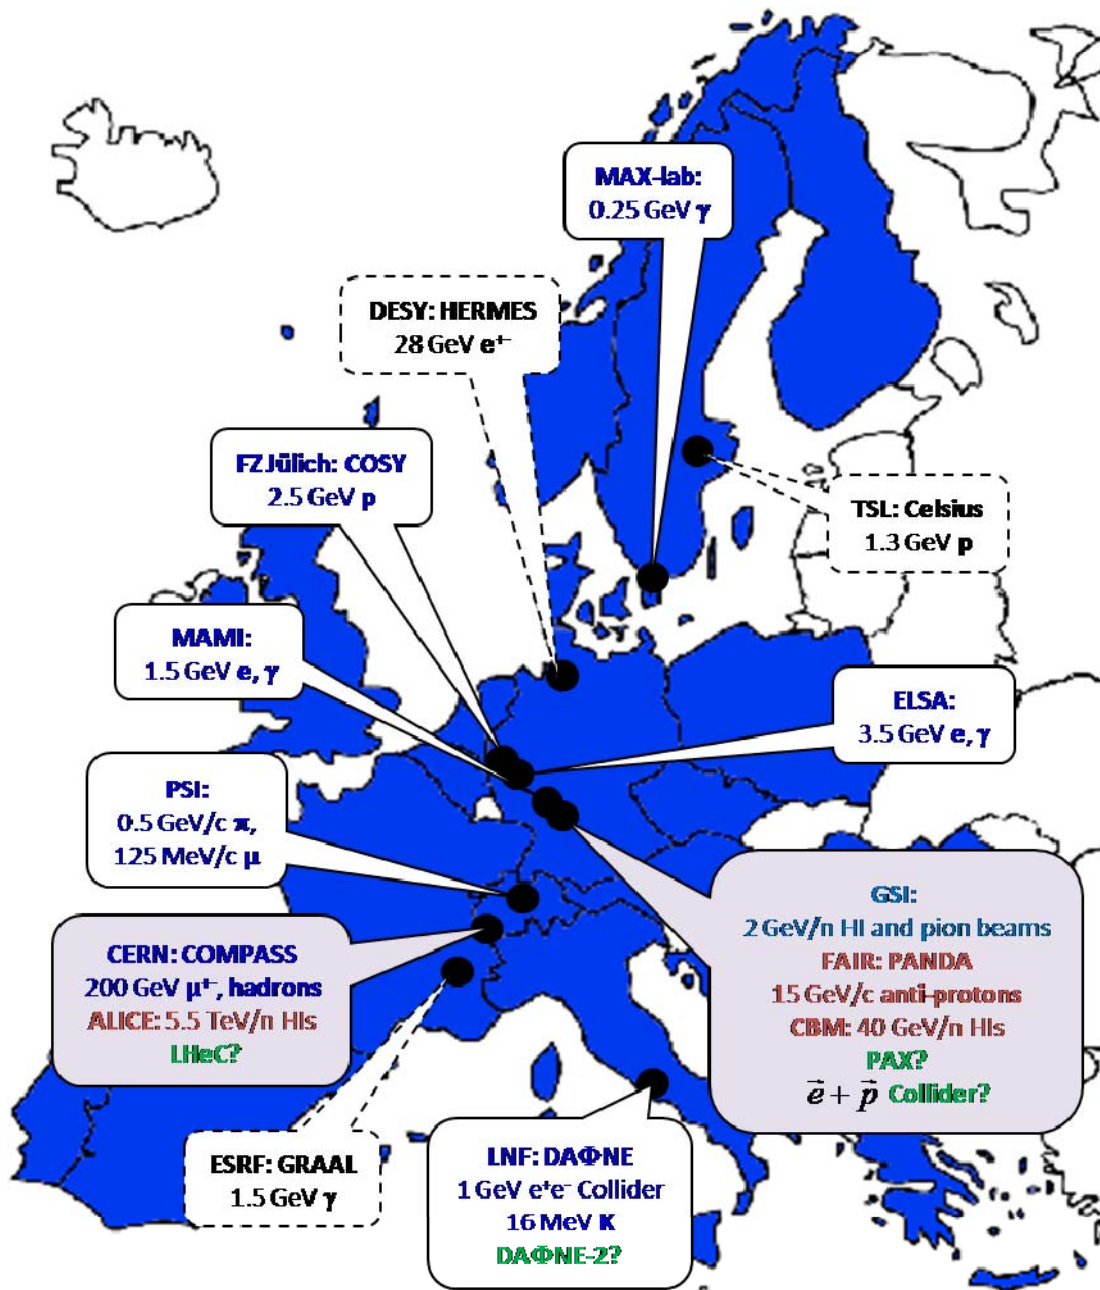 MAX-lab:
0.25 GeV γ
DESY: HERMES
28 GeV e⁺⁻
FZJülich: COSY
2.5 GeV p
TSL: Celsius
1.3 GeV p
MAMI:
1.5 GeV e, γ
ELSA:
3.5 GeV e, γ
PSI:
0.5 GeV/c π,
125 MeV/c μ
GSI:
2 GeV/n HI and pion beams
FAIR: PANDA
15 GeV/c anti-protons
CBM: 40 GeV/n HIs
PAX?
e⃗ + p⃗ Collider?
CERN: COMPASS
200 GeV μ⁺⁻, hadrons
ALICE: 5.5 TeV/n HIs
LHeC?
ESRF: GRAAL
1.5 GeV γ
LNF: DAΦNE
1 GeV e⁺e⁻ Collider
16 MeV K
DAΦNE-2?